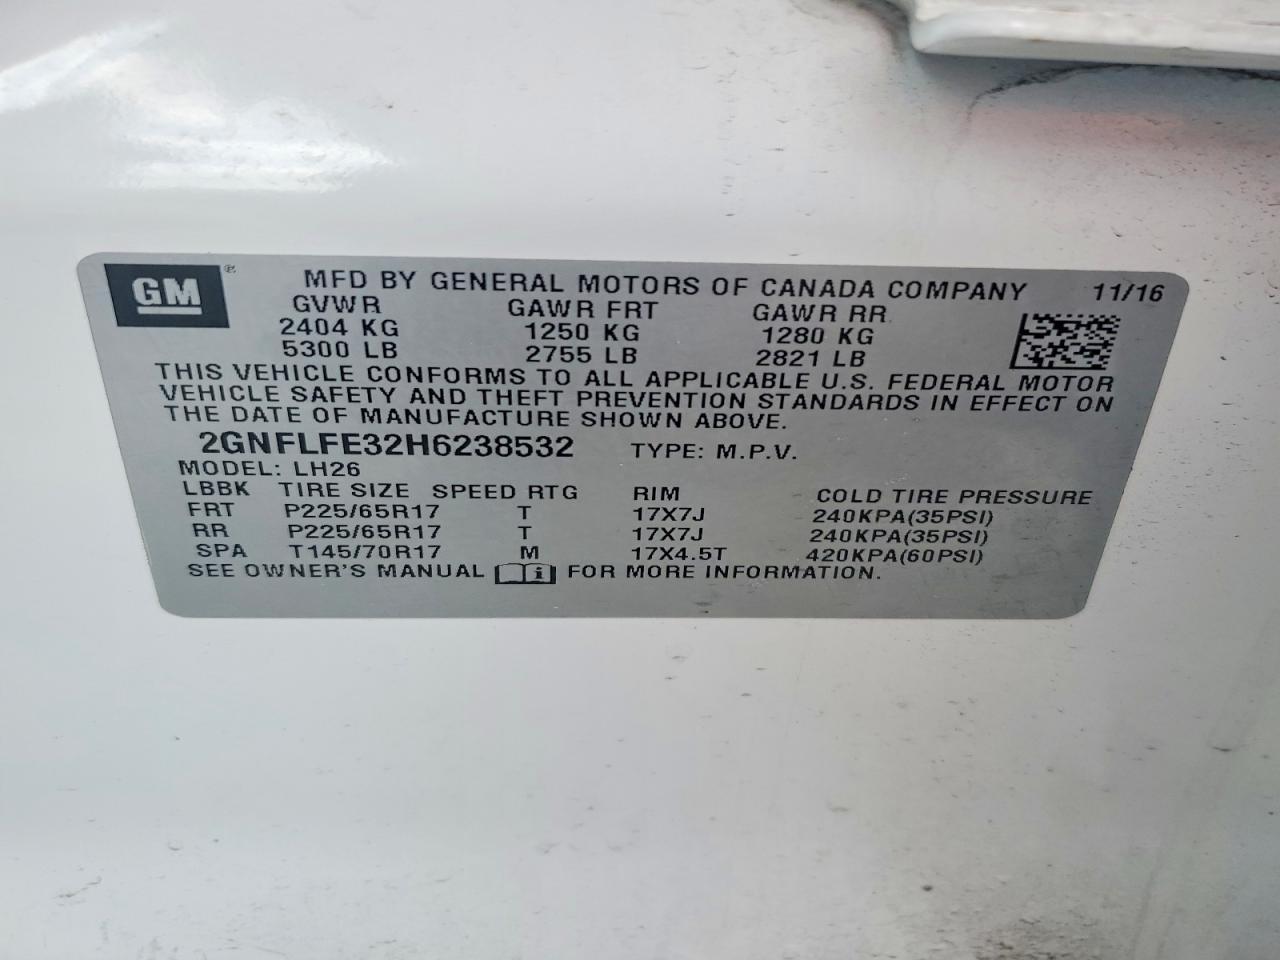 GM®
MFD BY GENERAL MOTORS OF CANADA COMPANY 11/16
GVWR GAWR FRT GAWR RR
2404 KG 1250 KG 1280 KG
5300 LB 2755 LB 2821 LB
THIS VEHICLE CONFORMS TO ALL APPLICABLE U.S. FEDERAL MOTOR
VEHICLE SAFETY AND THEFT PREVENTION STANDARDS IN EFFECT ON
THE DATE OF MANUFACTURE SHOWN ABOVE.
2GNFLFE32H6238532 TYPE: M.P.V.
MODEL: LH26
LBBK TIRE SIZE SPEED RTG RIM COLD TIRE PRESSURE
FRT P225/65R17 T 17X7J 240KPA(35PSI)
RR P225/65R17 T 17X7J 240KPA(35PSI)
SPA T145/70R17 M 17X4.5T 420KPA(60PSI)
SEE OWNER'S MANUAL i FOR MORE INFORMATION.